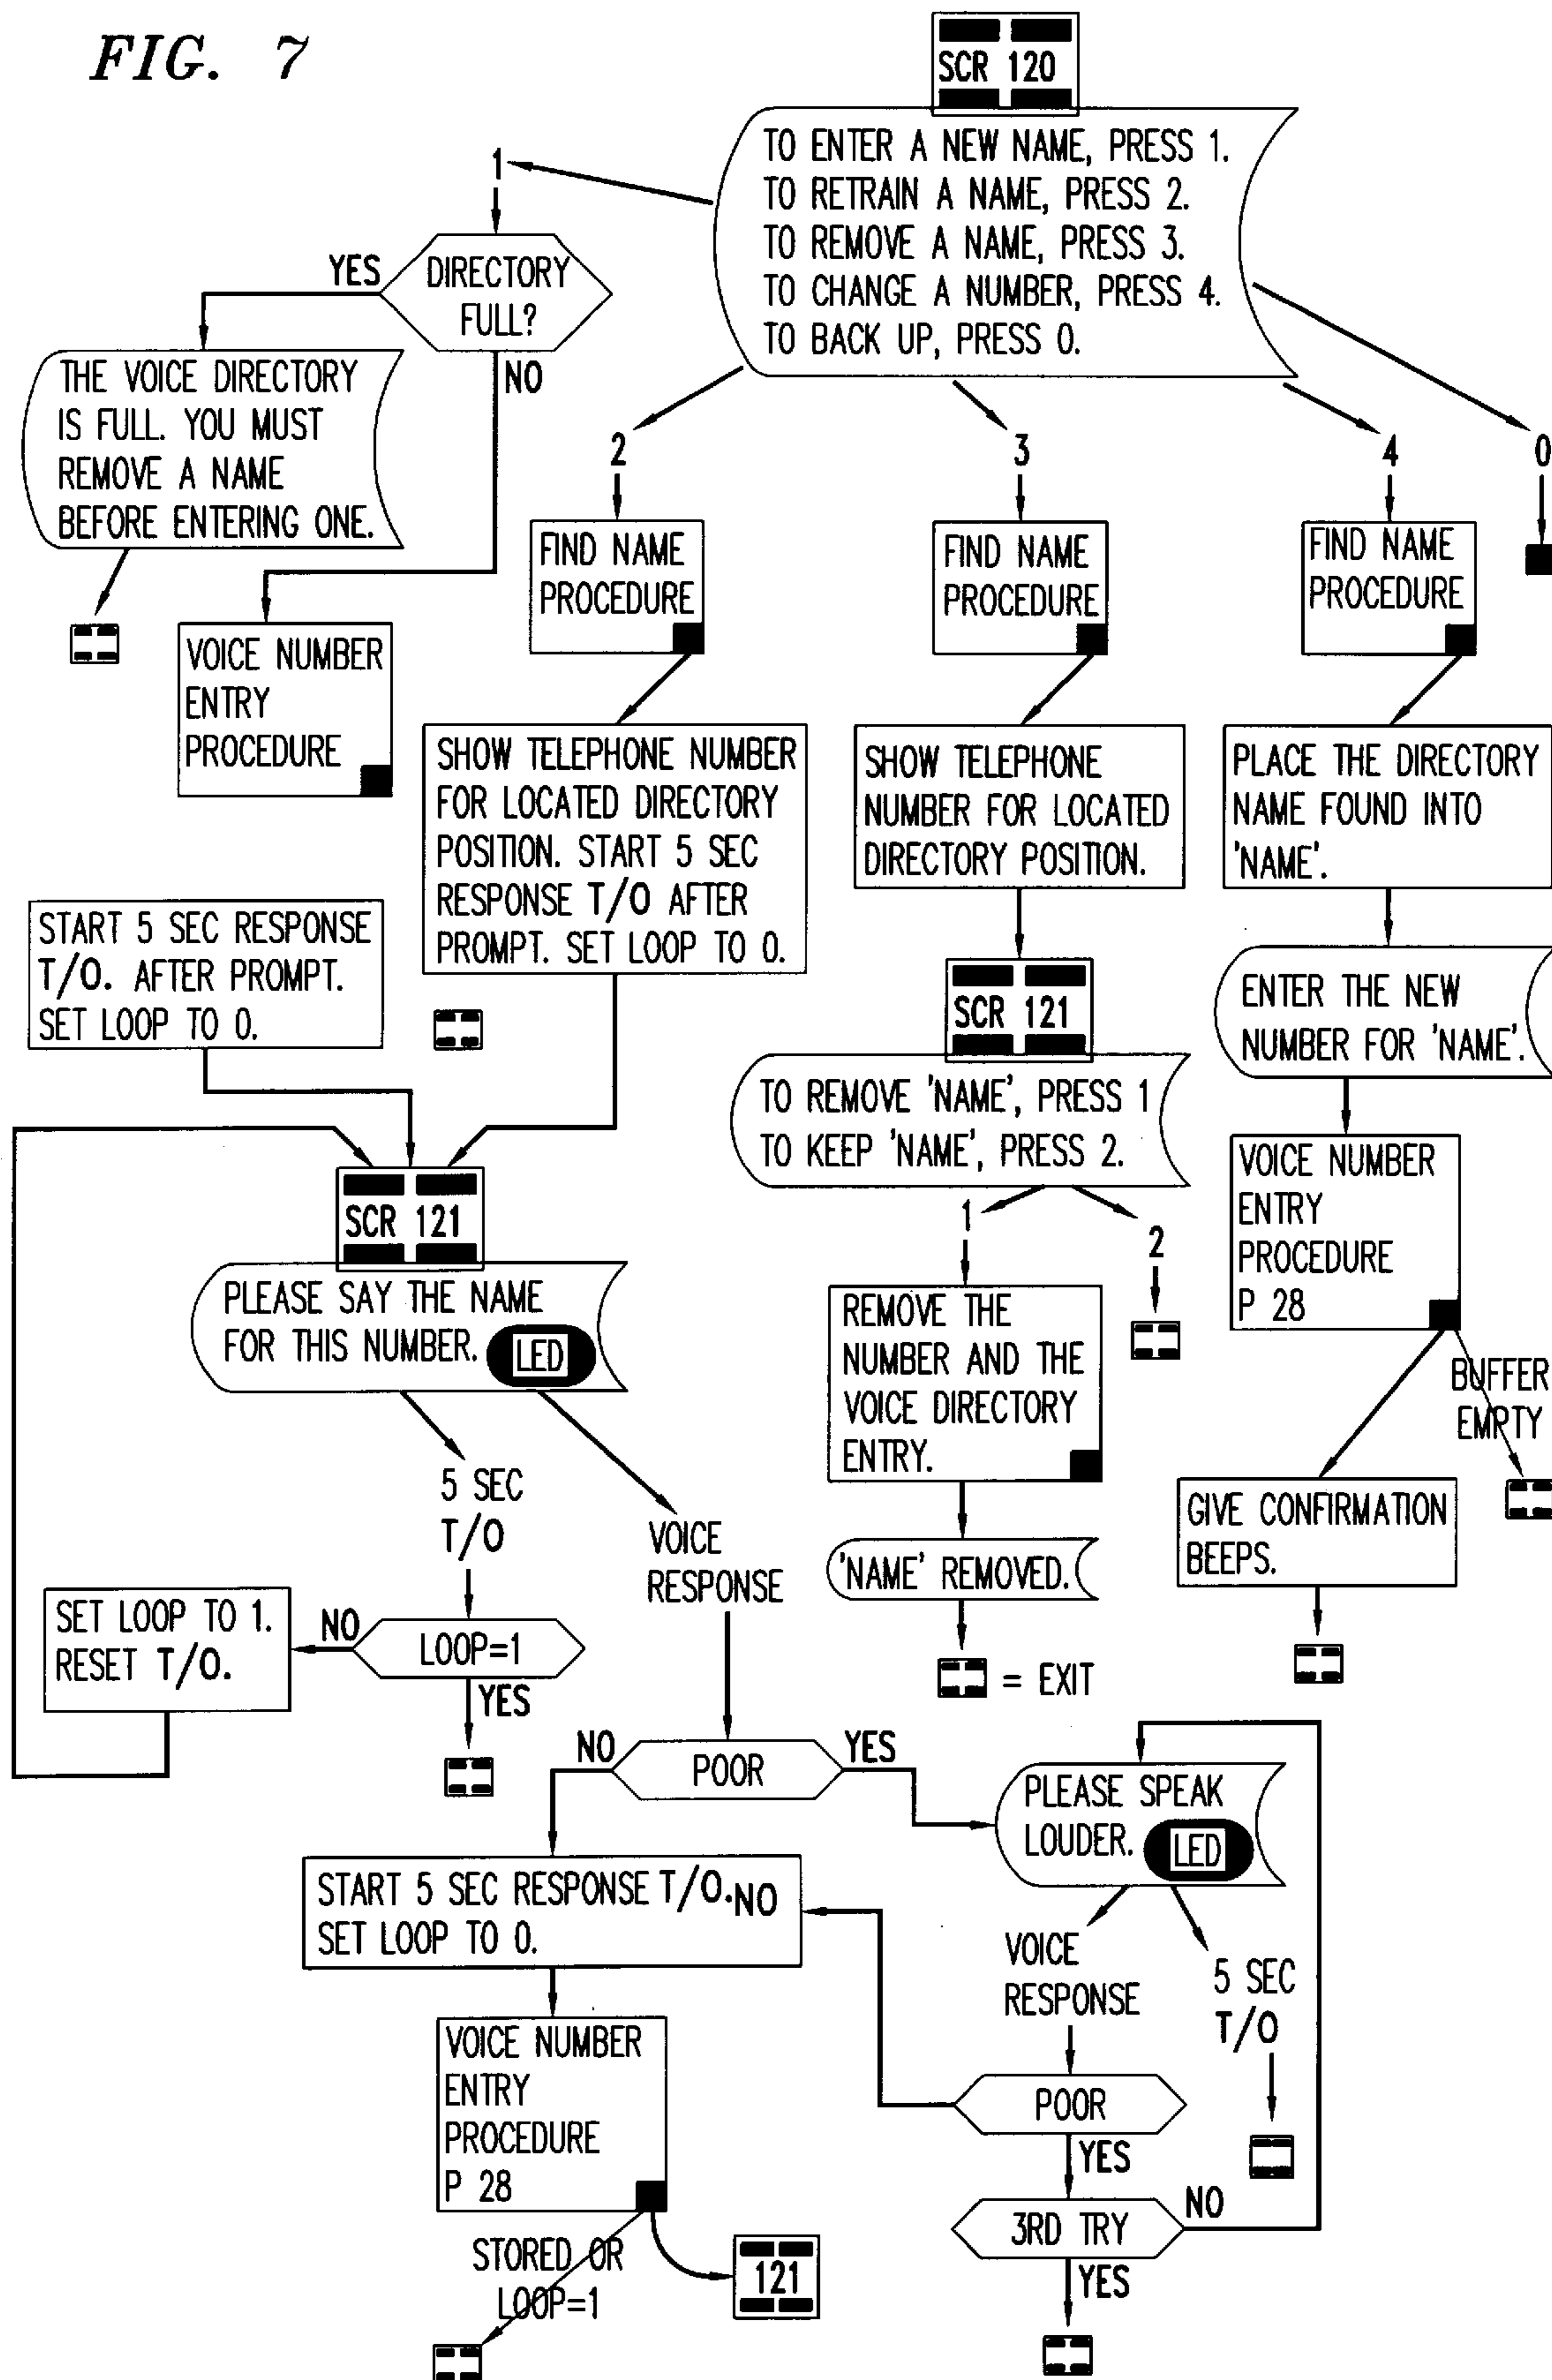 FIG. 7
SCR 120
TO ENTER A NEW NAME, PRESS 1.
TO RETRAIN A NAME, PRESS 2.
TO REMOVE A NAME, PRESS 3.
TO CHANGE A NUMBER, PRESS 4.
TO BACK UP, PRESS 0.
1
YES
DIRECTORY
FULL?
NO
THE VOICE DIRECTORY
IS FULL. YOU MUST
REMOVE A NAME
BEFORE ENTERING ONE.
VOICE NUMBER
ENTRY
PROCEDURE
2
FIND NAME
PROCEDURE
3
FIND NAME
PROCEDURE
4
FIND NAME
PROCEDURE
0
SHOW TELEPHONE NUMBER
FOR LOCATED DIRECTORY
POSITION. START 5 SEC
RESPONSE T/O AFTER
PROMPT. SET LOOP TO 0.
SHOW TELEPHONE
NUMBER FOR LOCATED
DIRECTORY POSITION.
PLACE THE DIRECTORY
NAME FOUND INTO
'NAME'.
START 5 SEC RESPONSE
T/O. AFTER PROMPT.
SET LOOP TO 0.
SCR 121
TO REMOVE 'NAME', PRESS 1
TO KEEP 'NAME', PRESS 2.
ENTER THE NEW
NUMBER FOR 'NAME'.
SCR 121
PLEASE SAY THE NAME
FOR THIS NUMBER. LED
1
2
REMOVE THE
NUMBER AND THE
VOICE DIRECTORY
ENTRY.
'NAME' REMOVED.
= EXIT
VOICE NUMBER
ENTRY
PROCEDURE
P 28
BUFFER
EMPTY
GIVE CONFIRMATION
BEEPS.
5 SEC
T/O
VOICE
RESPONSE
SET LOOP TO 1.
RESET T/O.
NO
LOOP=1
YES
NO
POOR
YES
PLEASE SPEAK
LOUDER. LED
START 5 SEC RESPONSE T/O.
SET LOOP TO 0.
NO
VOICE
RESPONSE
5 SEC
T/O
VOICE NUMBER
ENTRY
PROCEDURE
P 28
POOR
YES
3RD TRY
NO
YES
STORED OR
LOOP=1
121